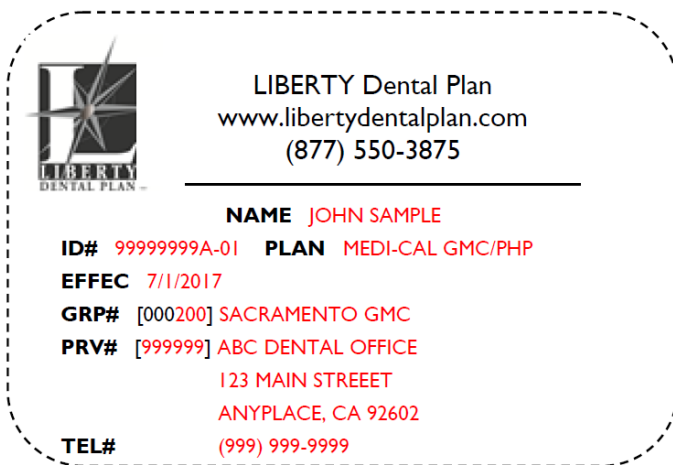 LIBERTY
DENTAL PLAN
LIBERTY Dental Plan
www.libertydentalplan.com
(877) 550-3875
NAME JOHN SAMPLE
ID# 99999999A-01 PLAN MEDI-CAL GMC/PHP
EFFEC 7/1/2017
GRP# [000200] SACRAMENTO GMC
PRV# [999999] ABC DENTAL OFFICE
123 MAIN STREEET
ANYPLACE, CA 92602
TEL# (999) 999-9999